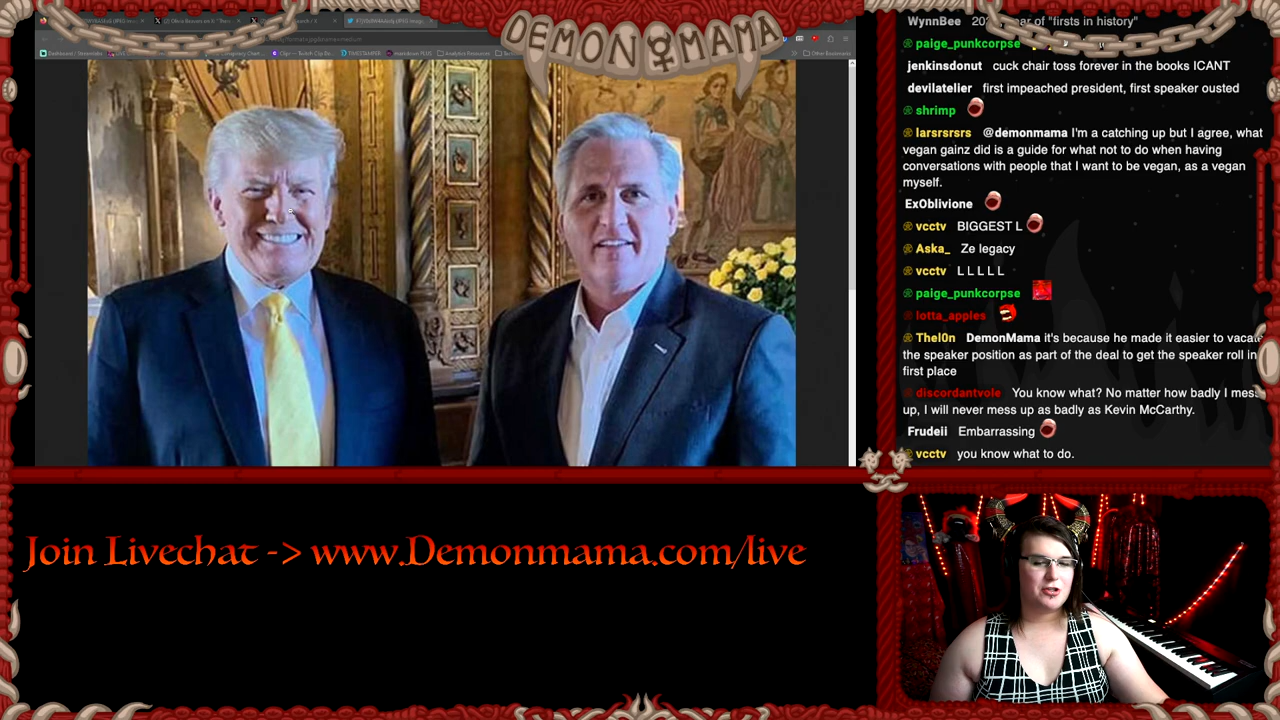 DEMON MAMA
WynnBee
"firsts in history"
paige_punkcorpse
jenkinsdonut cuck chair toss forever in the books ICANT
devilatelier first impeached president, first speaker ousted
shrimp
larsrsrsrs @demonmama I'm a catching up but I agree, what
vegan gainz did is a guide for what not to do when having
conversations with people that I want to be vegan, as a vegan
myself.
ExOblivione
vcctv BIGGEST L
Aska_ Ze legacy
vcctv L L L L L
paige_punkcorpse
lotta_apples
Thel0n DemonMama it's because he made it easier to
the speaker position as part of the deal to get the speaker roll in
first place
discordantvole You know what? No matter how badly I
up, I will never mess up as badly as Kevin McCarthy.
Frudeii Embarrassing
vcctv you know what to do.
Join Livechat -> www.Demonmama.com/live